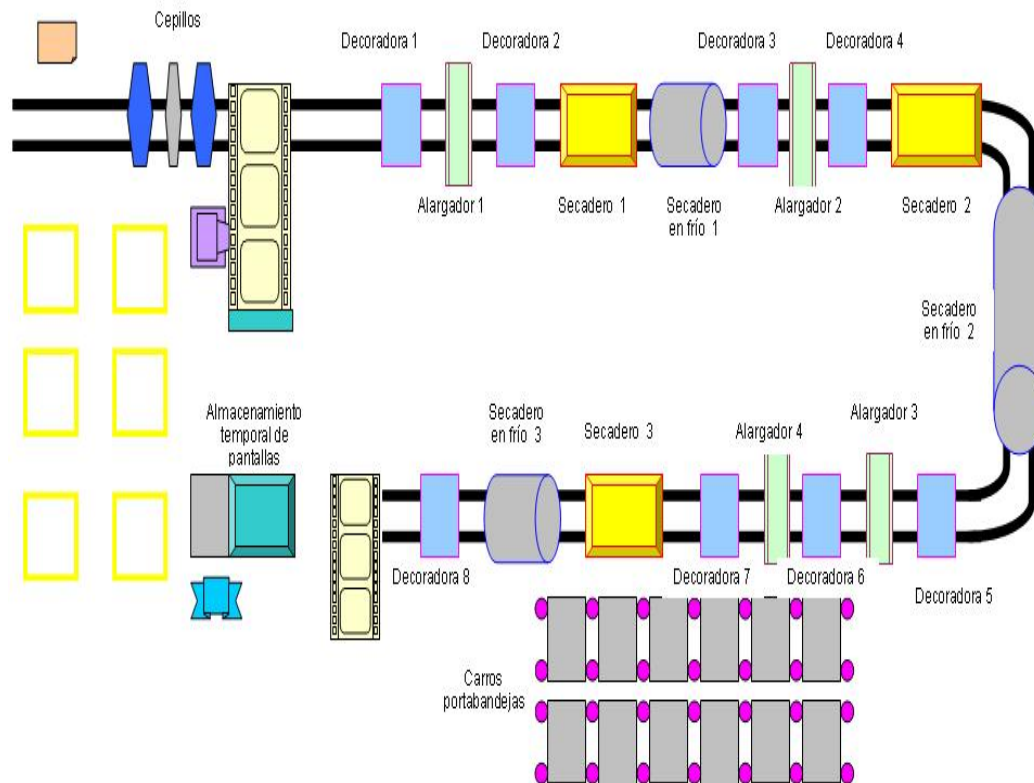 Cepillos
Decoradora 1
Decoradora 2
Decoradora 3
Decoradora 4
Alargador 1
Secadero 1
Secadero
en frío 1
Alargador 2
Secadero 2
Secadero
en frío 2
Almacenamiento
temporal de
pantallas
Secadero
en frío 3
Secadero 3
Alargador 4
Alargador 3
Decoradora 8
Decoradora 7
Decoradora 6
Decoradora 5
Carros
portabandejas